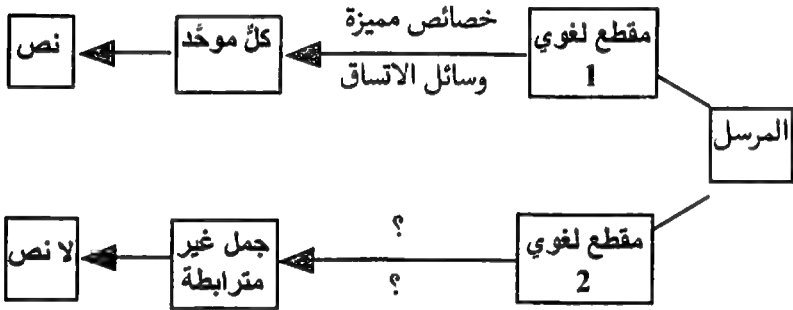 المرسل
مقطع لغوي
1
خصائص مميزة
وسائل الاتساق
كلٌّ موحَّد
نص
مقطع لغوي
2
؟
؟
جمل غير
مترابطة
لا نص